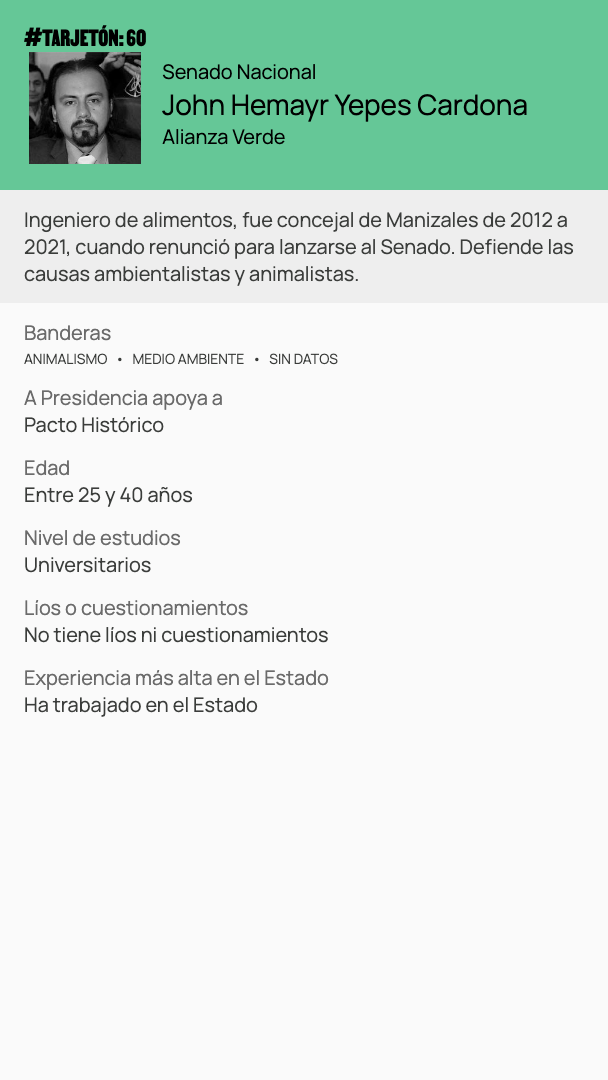 #TARJETÓN: 60
Senado Nacional
John Hemayr Yepes Cardona
Alianza Verde
Ingeniero de alimentos, fue concejal de Manizales de 2012 a
2021, cuando renunció para lanzarse al Senado. Defiende las
causas ambientalistas y animalistas.
Banderas
ANIMALISMO • MEDIO AMBIENTE • SIN DATOS
A Presidencia apoya a
Pacto Histórico
Edad
Entre 25 y 40 años
Nivel de estudios
Universitarios
Líos o cuestionamientos
No tiene líos ni cuestionamientos
Experiencia más alta en el Estado
Ha trabajado en el Estado